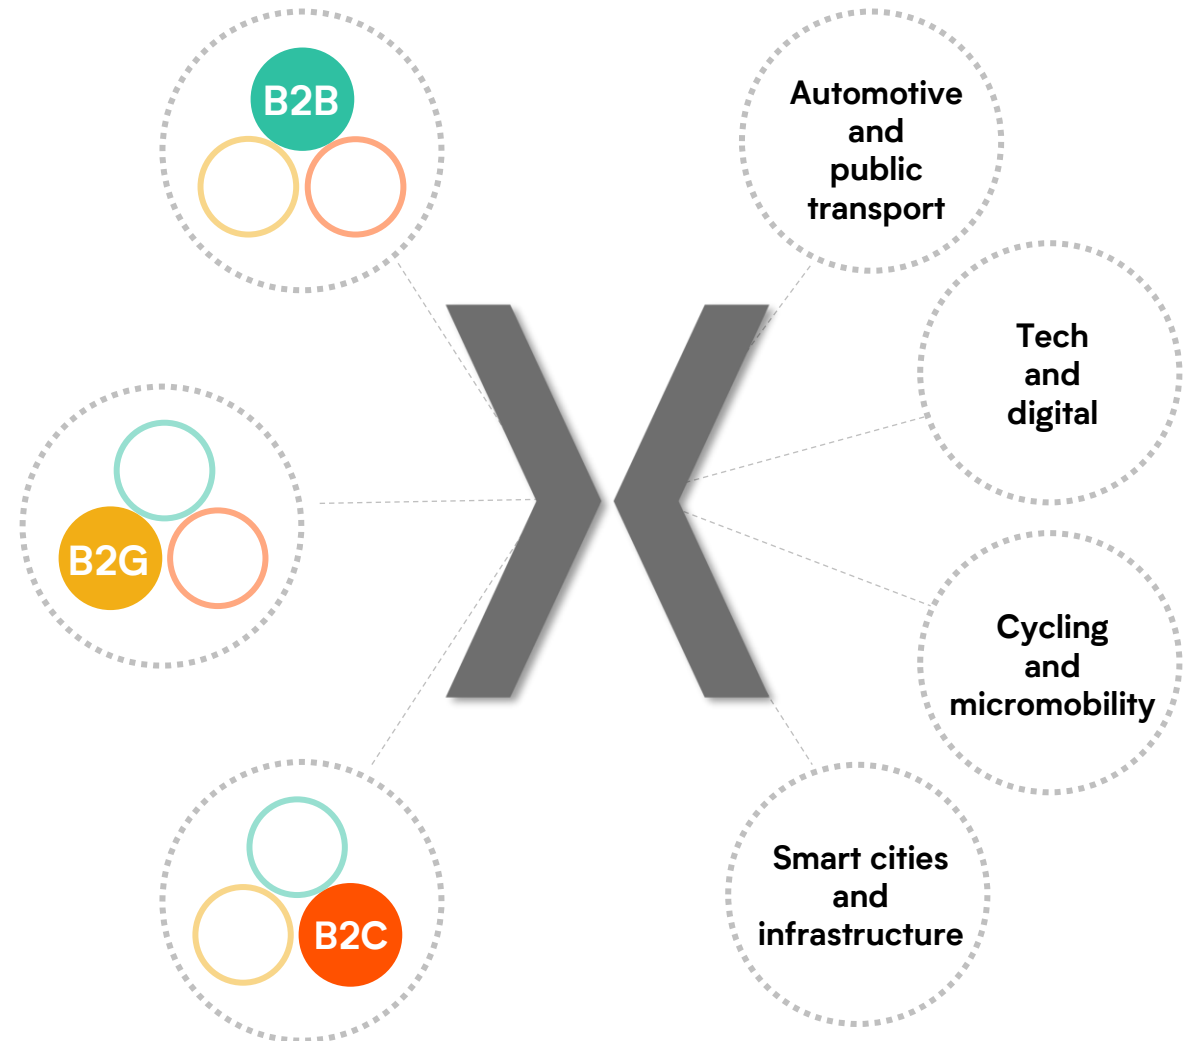 B2B
B2G
B2C
Automotive
and
public
transport
Tech
and
digital
Cycling
and
micromobility
Smart cities
and
infrastructure